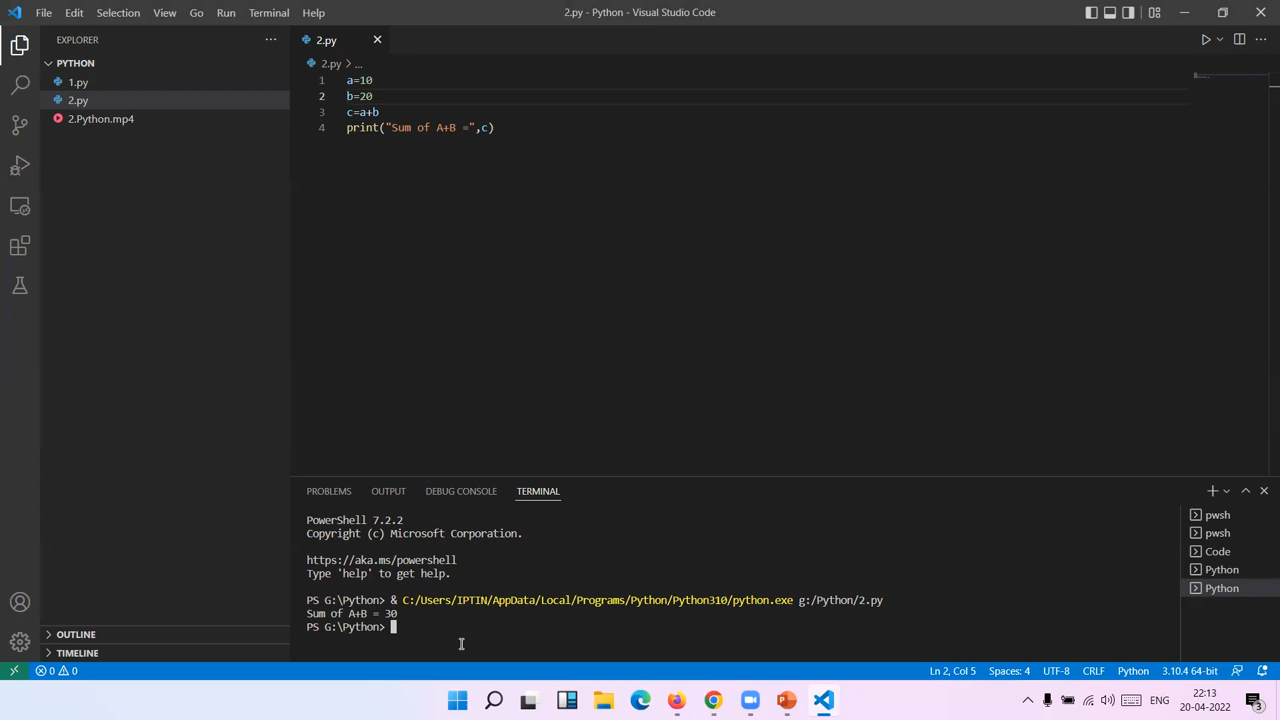 File Edit Selection View Go Run Terminal Help
2.py - Python - Visual Studio Code
EXPLORER
PYTHON
1.py
2.py
2.Python.mp4
OUTLINE
TIMELINE
2.py
2.py > ...
1 a=10
2 b=20
3 c=a+b
4 print("Sum of A+B =",c)
PROBLEMS OUTPUT DEBUG CONSOLE TERMINAL
PowerShell 7.2.2
Copyright (c) Microsoft Corporation.
https://aka.ms/powershell
Type 'help' to get help.
PS G:\Python> & C:/Users/IPTIN/AppData/Local/Programs/Python/Python310/python.exe g:/Python/2.py
Sum of A+B = 30
PS G:\Python>
pwsh
pwsh
Code
Python
Python
0 0
Ln 2, Col 5 Spaces: 4 UTF-8 CRLF Python 3.10.4 64-bit
ENG
22:13
20-04-2022
3